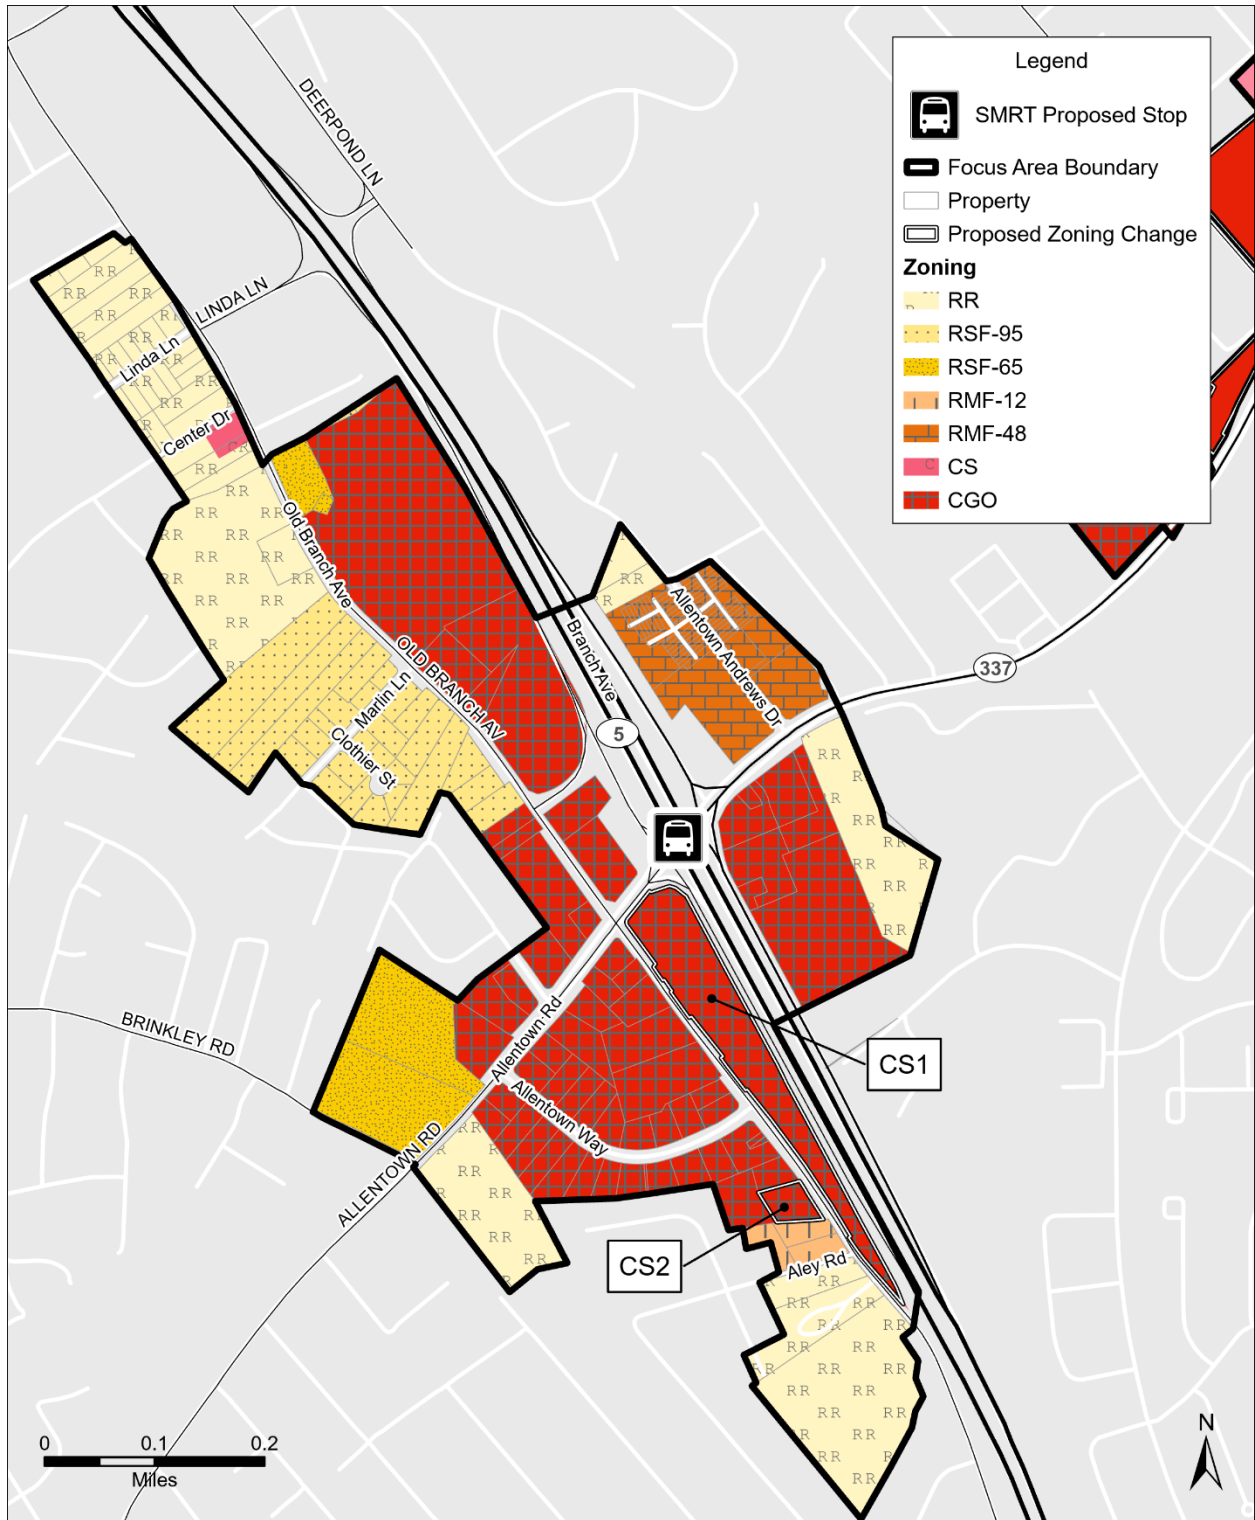 Legend
SMRT Proposed Stop
Focus Area Boundary
Property
Proposed Zoning Change
Zoning
RR
RSF-95
RSF-65
RMF-12
RMF-48
C CS
CGO
DEERPOND LN
LINDA LN
Linda Ln
Center Dr
Old Branch Ave
OLD BRANCH AV
Marlin Ln
Clothier St
Branch Ave
5
Allentown Andrews Dr
337
BRINKLEY RD
Allentown Rd
Allentown Way
ALLENTOWN RD
CS1
CS2
Aley Rd
RR
0 0.1 0.2
Miles
N